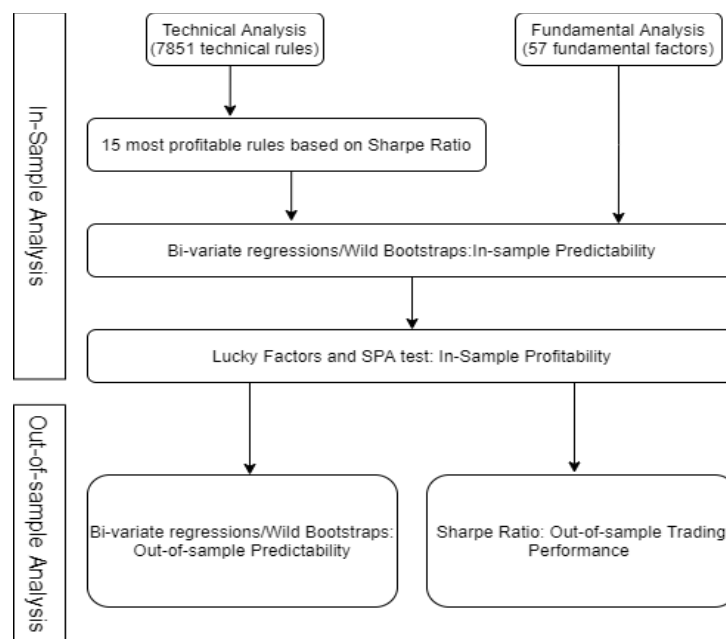 Technical Analysis
(7851 technical rules)
Fundamental Analysis
(57 fundamental factors)
In-Sample Analysis
15 most profitable rules based on Sharpe Ratio
Bi-variate regressions/Wild Bootstraps:In-sample Predictability
Lucky Factors and SPA test: In-Sample Profitability
Out-of-sample Analysis
Bi-variate regressions/Wild Bootstraps:
Out-of-sample Predictability
Sharpe Ratio: Out-of-sample Trading
Performance